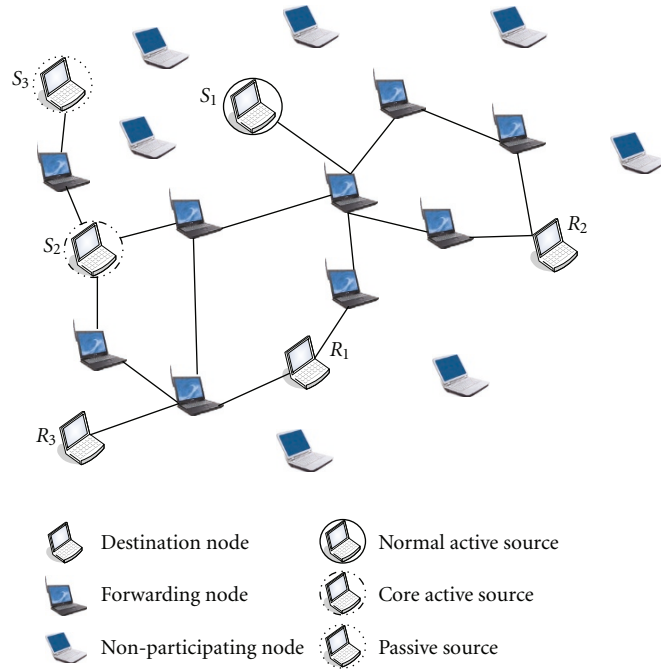 S3
S1
S2
R2
R1
R3
Destination node
Normal active source
Forwarding node
Core active source
Non-participating node
Passive source